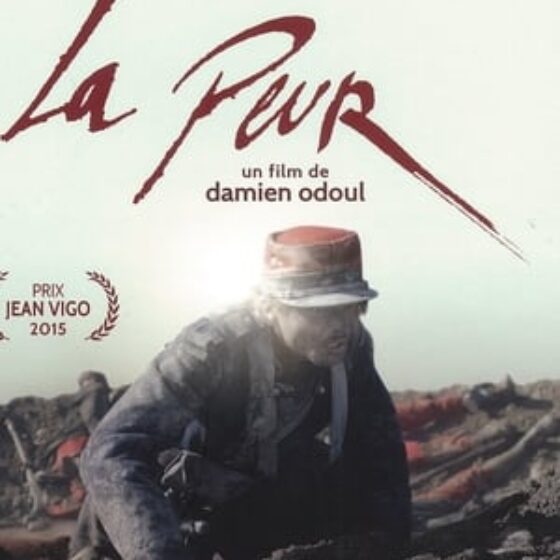 La Peur
un film de
damien odoul
PRIX
JEAN VIGO
2015